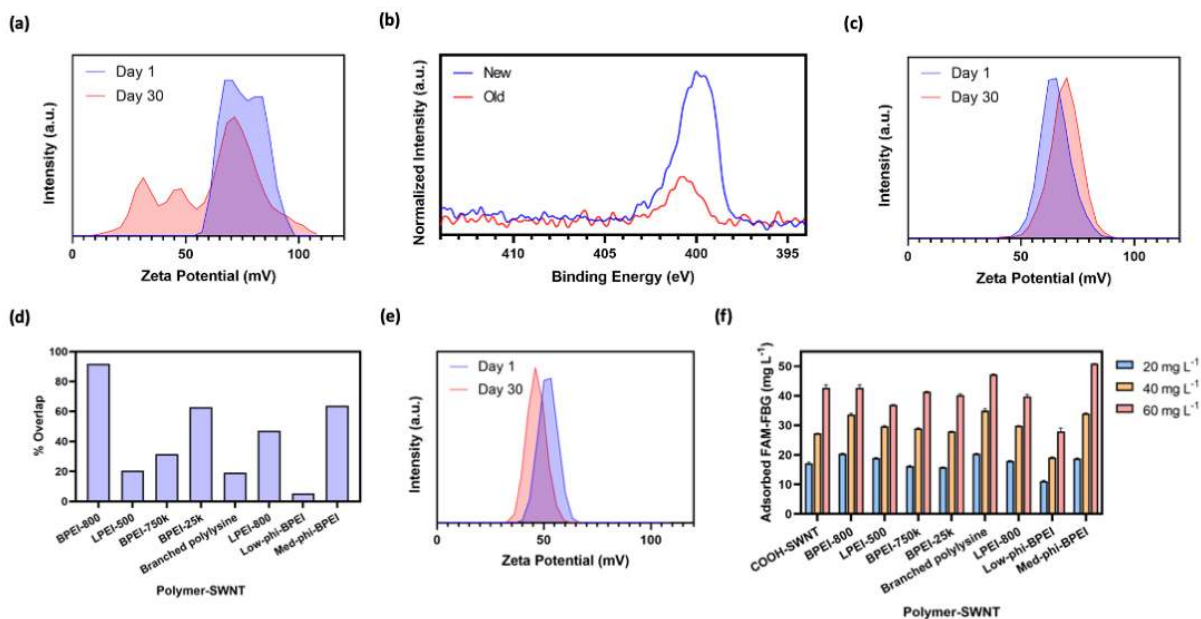 (a)
Day 1
Day 30
Intensity (a.u.)
0 50 100
Zeta Potential (mV)
(b)
New
Old
Normalized Intensity (a.u.)
410 405 400 395
Binding Energy (eV)
(c)
Day 1
Day 30
Intensity (a.u.)
0 50 100
Zeta Potential (mV)
(d)
% Overlap
100
80
60
40
20
0
BPEI-800
LPEI-500
BPEI-750k
BPEI-25k
Branched polylysine
LPEI-800
Low-phi-BPEI
Med-phi-BPEI
Polymer-SWNT
(e)
Day 1
Day 30
Intensity (a.u.)
0 50 100
Zeta Potential (mV)
(f)
Adsorbed FAM-FBG (mg L⁻¹)
50
40
30
20
10
0
COOH-SWNT
BPEI-800
LPEI-500
BPEI-750k
BPEI-25k
Branched polylysine
LPEI-800
Low-phi-BPEI
Med-phi-BPEI
Polymer-SWNT
20 mg L⁻¹
40 mg L⁻¹
60 mg L⁻¹